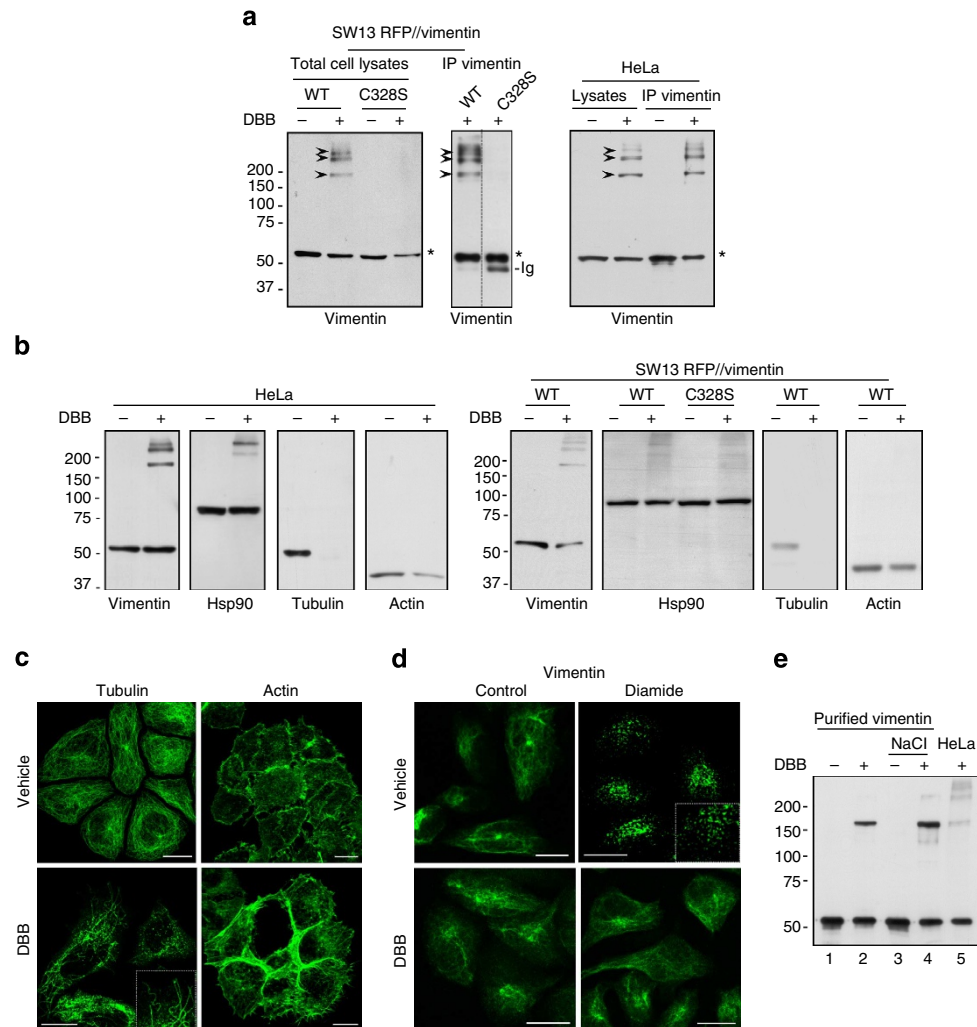 a
SW13 RFP//vimentin
Total cell lysates
IP vimentin
HeLa
WT
C328S
WT
C328S
Lysates
IP vimentin
DBB
– + – +
+ +
– + – +
200 -
150 -
100 -
75 -
50 -
37 -
*
*
-Ig
*
Vimentin
Vimentin
Vimentin
b
HeLa
SW13 RFP//vimentin
WT
WT
C328S
WT
WT
DBB
– + – + – + – +
DBB
– + – + – + – + – +
200 -
150 -
100 -
75 -
50 -
37 -
200 -
150 -
100 -
75 -
50 -
37 -
Vimentin
Hsp90
Tubulin
Actin
Vimentin
Hsp90
Tubulin
Actin
c
Tubulin
Actin
Vehicle
DBB
d
Vimentin
Control
Diamide
Vehicle
DBB
e
Purified vimentin
NaCl
HeLa
DBB
– + – + +
200 -
150 -
100 -
75 -
50 -
1 2 3 4 5